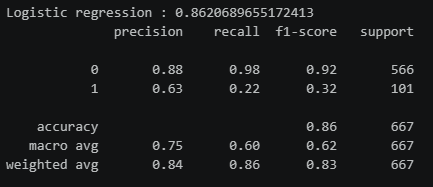 Logistic regression : 0.8620689655172413
precision recall f1-score support
0 0.88 0.98 0.92 566
1 0.63 0.22 0.32 101
accuracy 0.86 667
macro avg 0.75 0.60 0.62 667
weighted avg 0.84 0.86 0.83 667